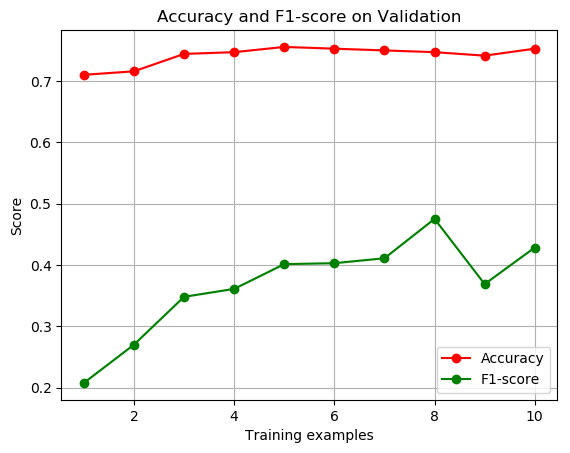 Accuracy and F1-score on Validation
Score
0.7
0.6
0.5
0.4
0.3
0.2
Accuracy
F1-score
2 4 6 8 10
Training examples